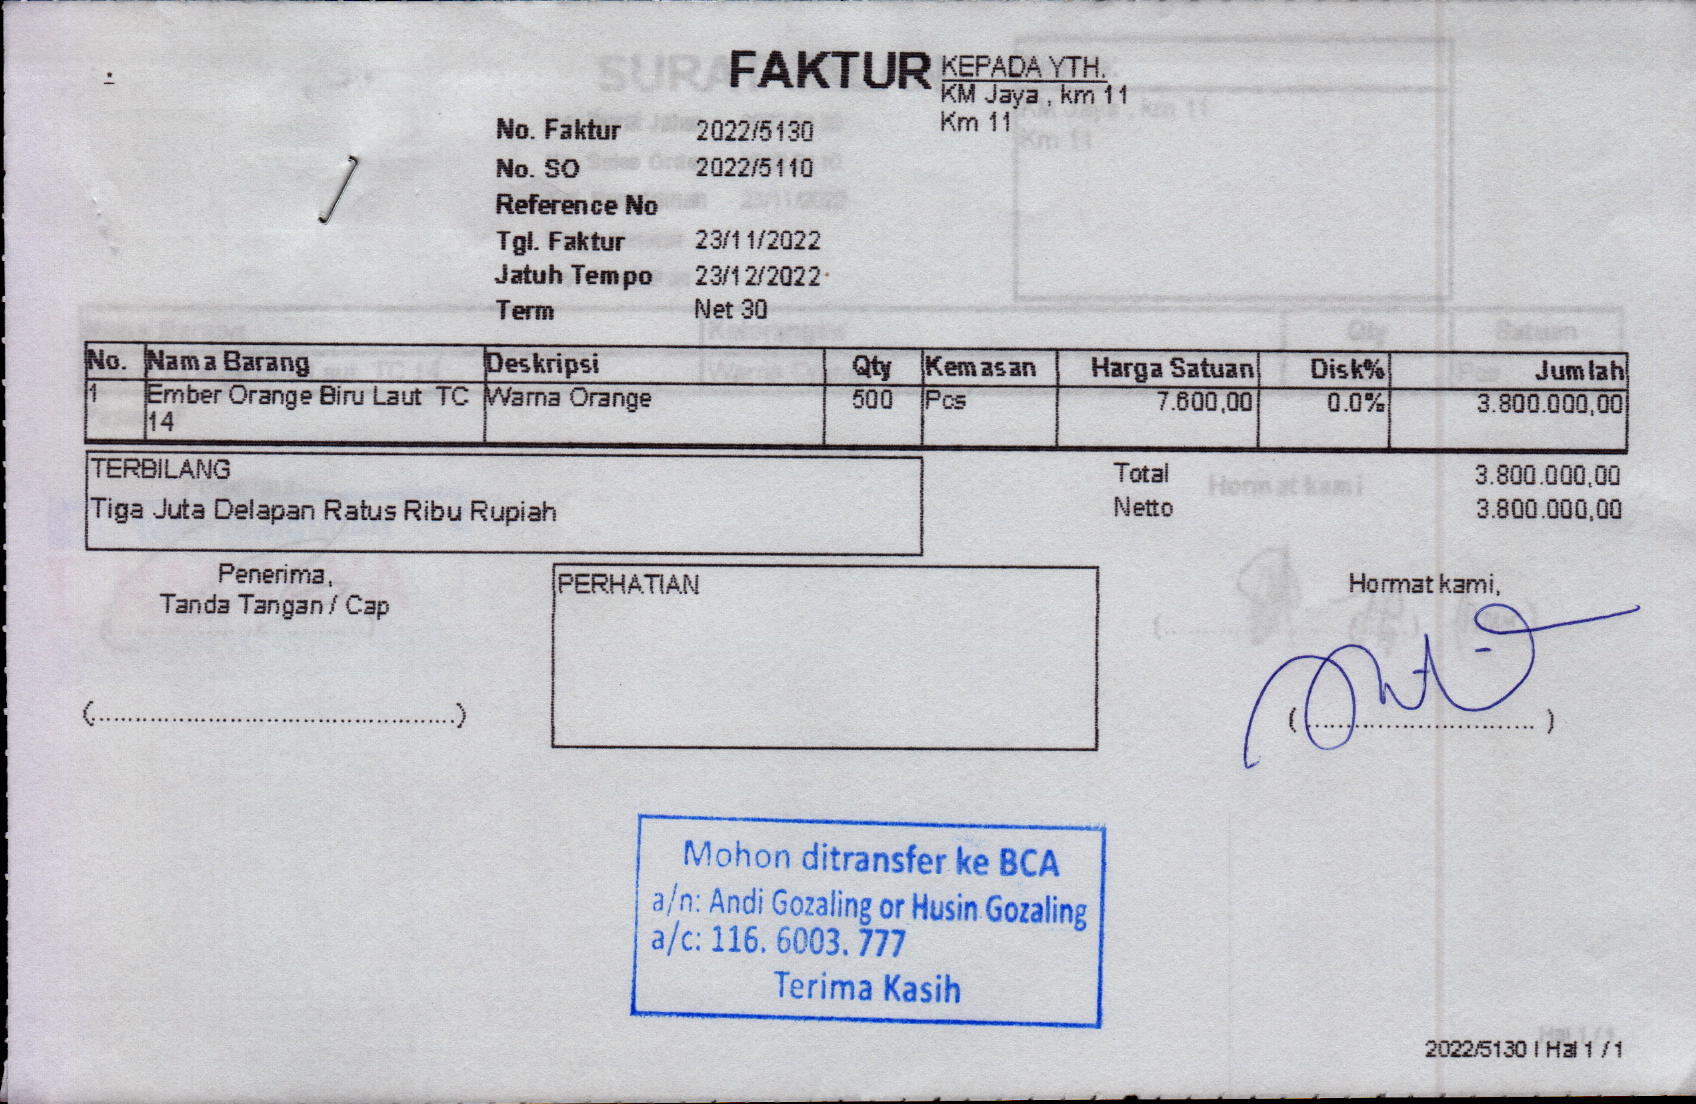 FAKTUR
KEPADA YTH.
KM Jaya , km 11
Km 11
No. Faktur 2022/5130
No. SO 2022/5110
Reference No
Tgl. Faktur 23/11/2022
Jatuh Tempo 23/12/2022
Term Net 30
No. Nama Barang Deskripsi Qty Kemasan Harga Satuan Disk% Jumlah
1 Ember Orange Biru Laut TC Warna Orange 500 Pcs 7.600,00 0.0% 3.800.000,00
14
TERBILANG
Tiga Juta Delapan Ratus Ribu Rupiah
Total 3.800.000,00
Netto 3.800.000,00
Penerima,
Tanda Tangan / Cap
(................................................)
PERHATIAN
Hormat kami,
(.............................. )
Mohon ditransfer ke BCA
a/n: Andi Gozaling or Husin Gozaling
a/c: 116. 6003. 777
Terima Kasih
2022/5130 | Hal 1 / 1